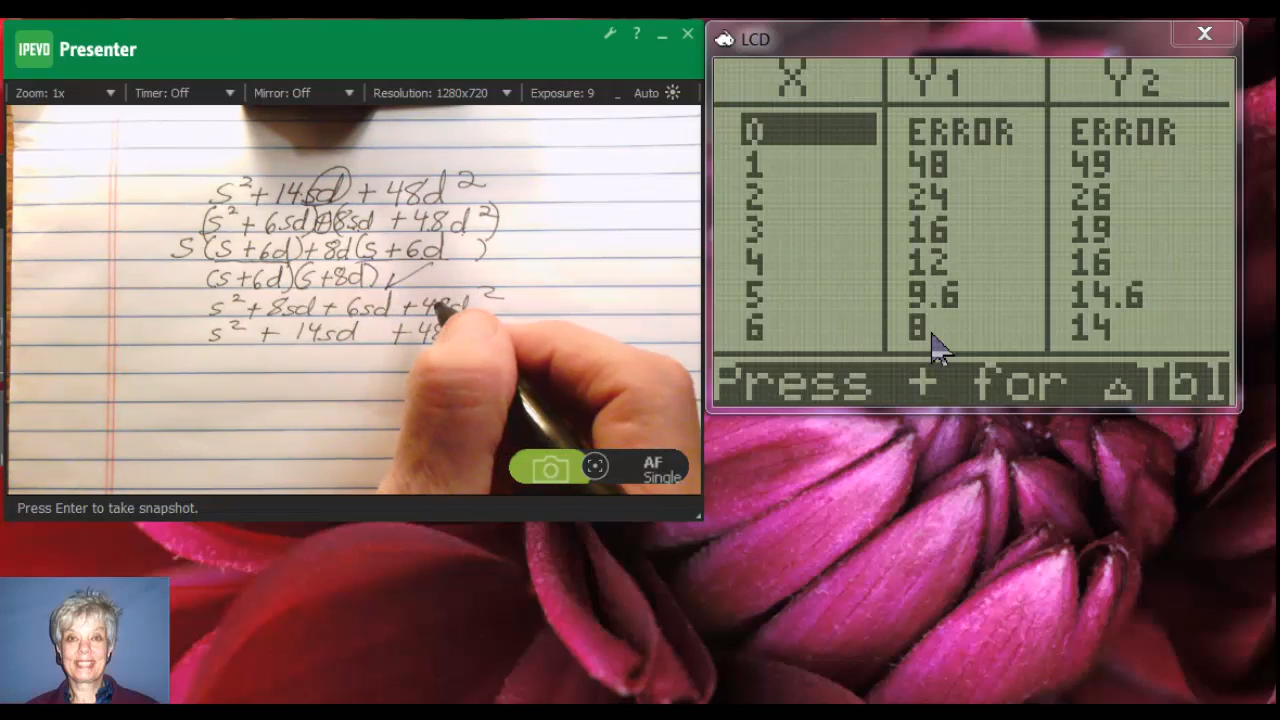 IPEVO Presenter
?
Zoom: 1x Timer: Off Mirror: Off Resolution: 1280x720 Exposure: 9 Auto
s² + 14sd + 48d²
(s² + 6sd) + (8sd + 48d²)
s(s + 6d) + 8d(s + 6d )
(s+6d)(s+8d) ✓
s² + 8sd + 6sd + 48d²
s² + 14sd + 48
AF
Single
Press Enter to take snapshot.
LCD
X Y1 Y2
0 ERROR ERROR
1 48 49
2 24 26
3 16 19
4 12 16
5 9.6 14.6
6 8 14
Press + for △Tbl